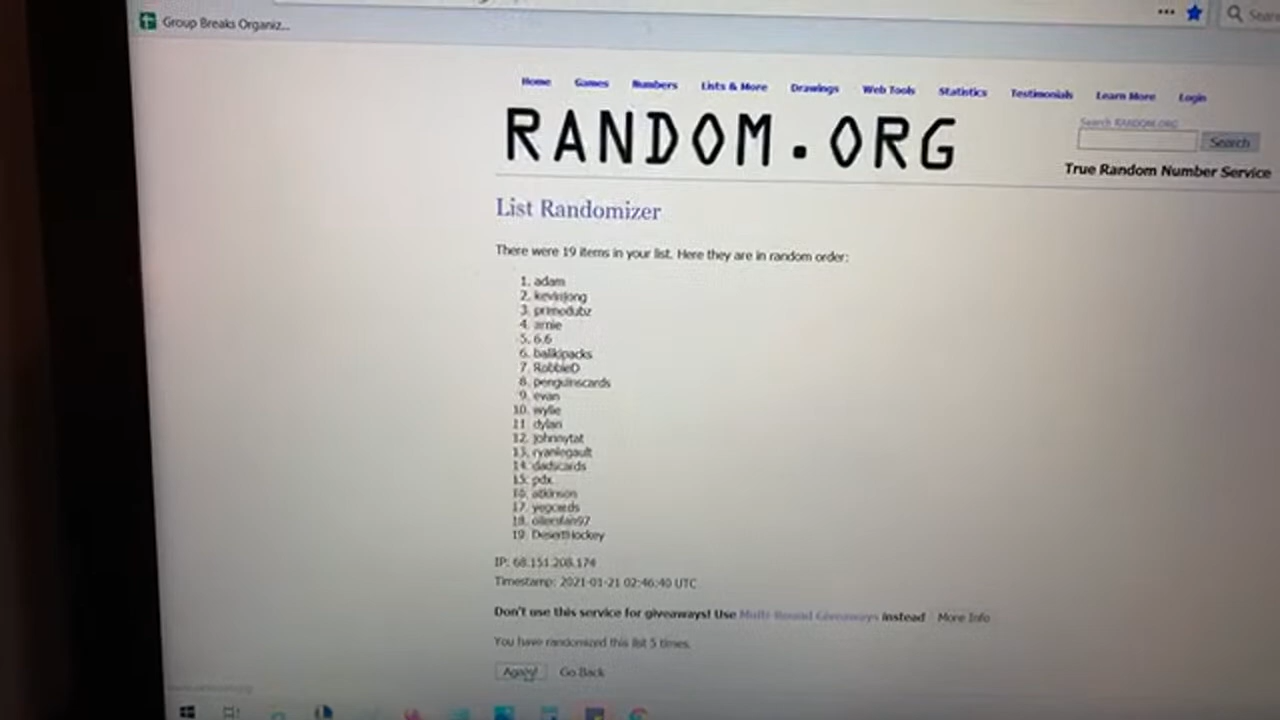 Group Breaks Organiz...
Home Games Numbers Lists & More Drawings Web Tools Statistics Testimonials Learn More Login
RANDOM.ORG
Search RANDOM.ORG
Search
True Random Number Service
List Randomizer
There were 19 items in your list. Here they are in random order:
1. adam
2. kevinjong
3. primodubz
4. arnie
5. 6.6
6. ballkipacks
7. RobbieD
8. penguinscards
9. evan
10. wylie
11. dylan
12. johnnytat
13. ryanlegault
14. dadscards
15. pdx
16. atkinson
17. yegcards
18. oilersfan97
19. DesertHockey
IP: 68.151.208.174
Timestamp: 2021-01-21 02:46:40 UTC
Don't use this service for giveaways! Use Multi-Round Giveaways instead More Info
You have randomized this list 5 times.
Again! Go Back